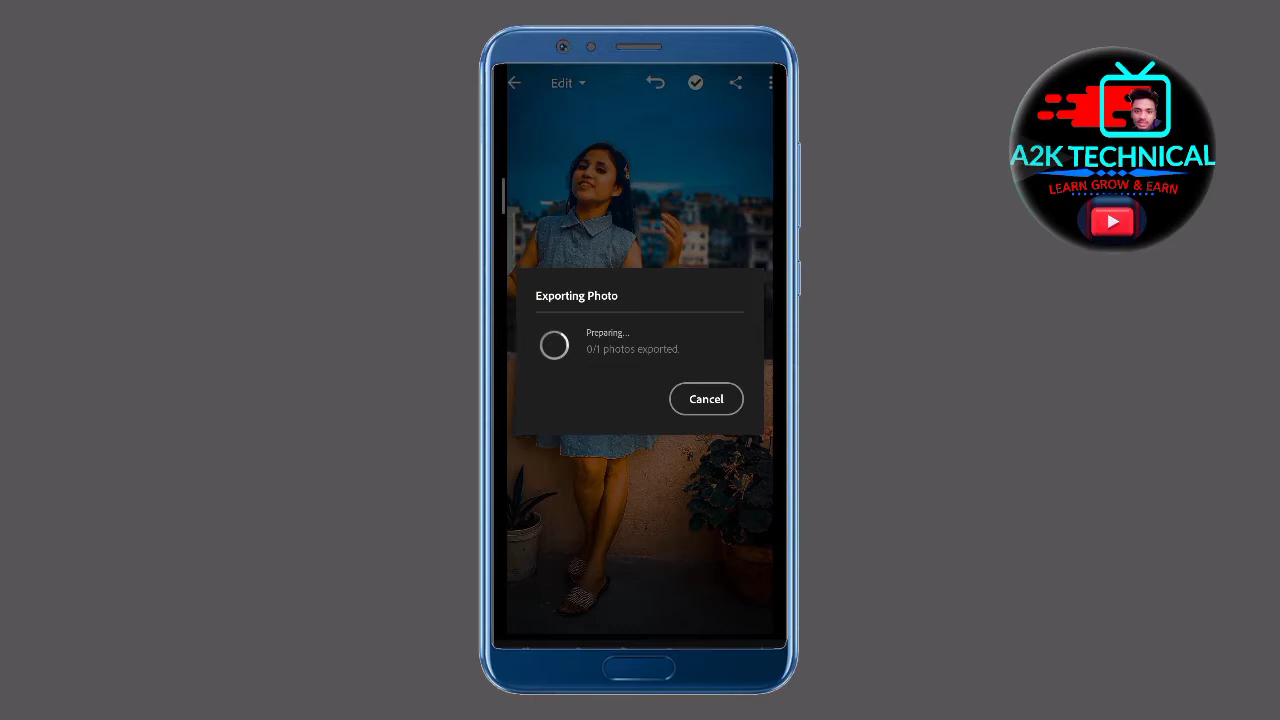 Edit
Exporting Photo
Preparing...
0/1 photos exported.
Cancel
A2K TECHNICAL
LEARN GROW & EARN